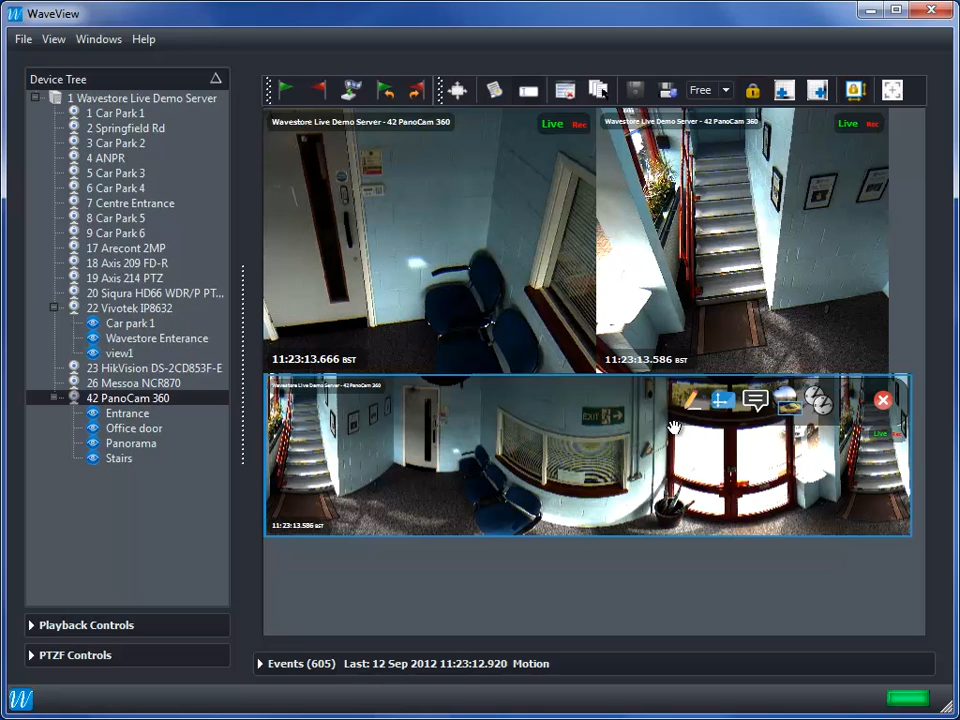 WaveView
File View Windows Help
Device Tree
1 Wavestore Live Demo Server
1 Car Park 1
2 Springfield Rd
3 Car Park 2
4 ANPR
5 Car Park 3
6 Car Park 4
7 Centre Entrance
8 Car Park 5
9 Car Park 6
17 Arecont 2MP
18 Axis 209 FD-R
19 Axis 214 PTZ
20 Siqura HD66 WDR/P PT...
22 Vivotek IP8632
Car park 1
Wavestore Enterance
view1
23 HikVision DS-2CD853F-E
26 Messoa NCR870
42 PanoCam 360
Entrance
Office door
Panorama
Stairs
Playback Controls
PTZF Controls
Free
Wavestore Live Demo Server - 42 PanoCam 360
Live Rec
11:23:13.666 BST
Wavestore Live Demo Server - 42 PanoCam 360
Live Rec
11:23:13.586 BST
Wavestore Live Demo Server - 42 PanoCam 360
EXIT
Live Rec
11:23:13.586 BST
Events (605) Last: 12 Sep 2012 11:23:12.920 Motion
W